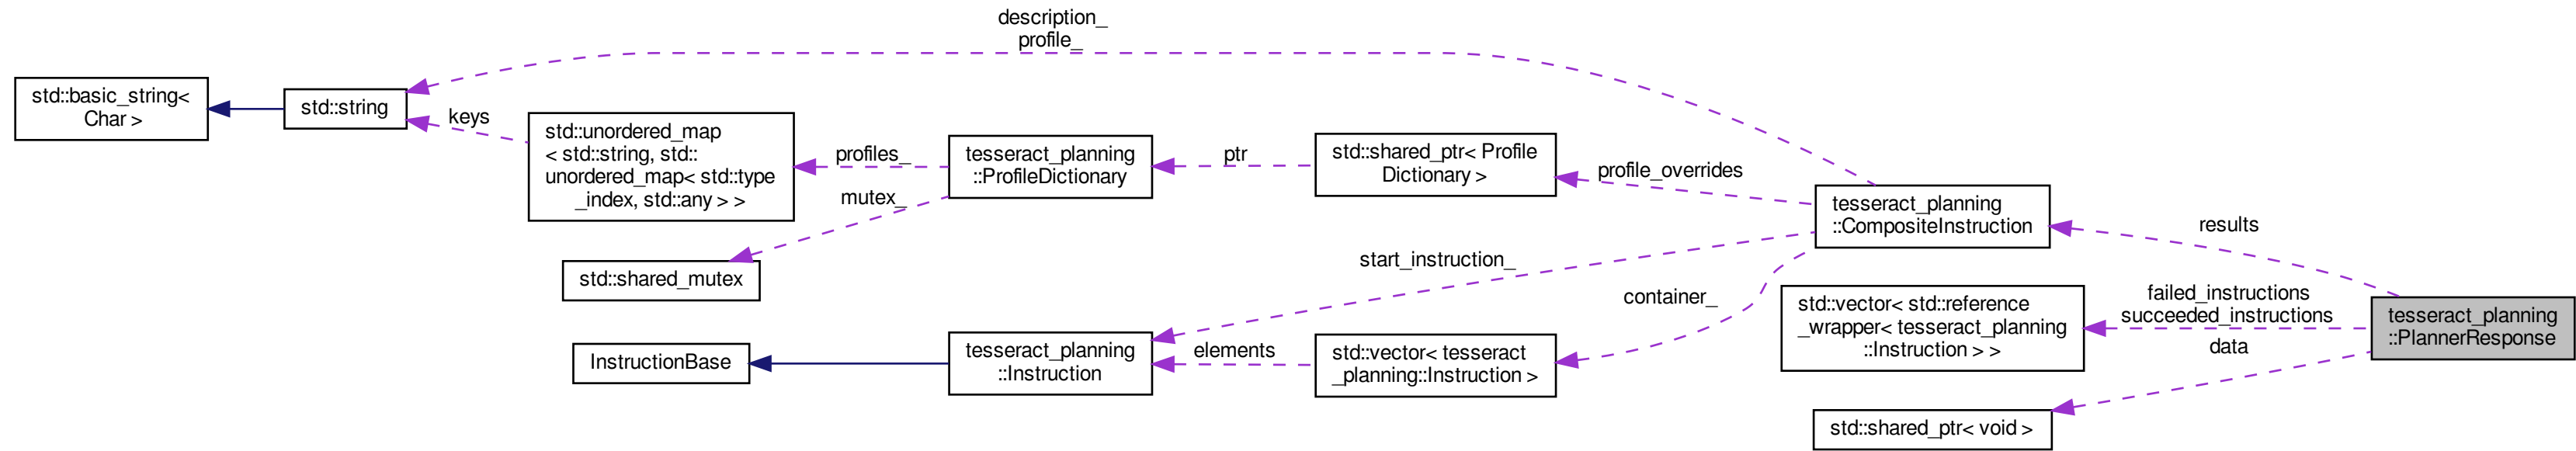 description_
profile_
std::basic_string<
Char >
std::string
keys
std::unordered_map
< std::string, std::
unordered_map< std::type
_index, std::any > >
profiles_
mutex_
std::shared_mutex
InstructionBase
tesseract_planning
::ProfileDictionary
ptr
std::shared_ptr< Profile
Dictionary >
profile_overrides
start_instruction_
tesseract_planning
::Instruction
elements
std::vector< tesseract
_planning::Instruction >
container_
tesseract_planning
::CompositeInstruction
results
std::vector< std::reference
_wrapper< tesseract_planning
::Instruction > >
failed_instructions
succeeded_instructions
data
std::shared_ptr< void >
tesseract_planning
::PlannerResponse